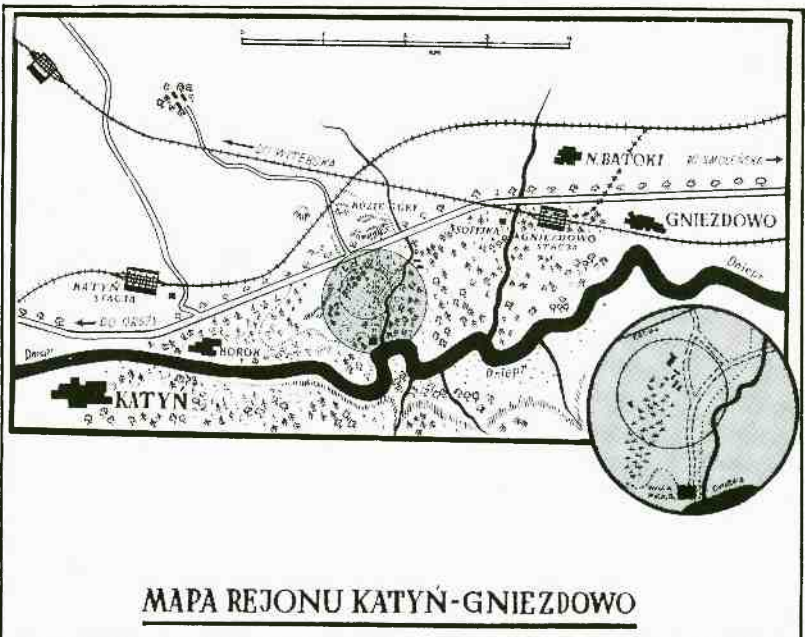 DO WITEBSKA
N. BATOKI
DO SMOLEŃSKA
KOZIE GÓRY
SOFIJKA
GNIEZDOWO
STACJA
GNIEZDOWO
KATYŃ
STACJA
Dniepr
DO ORSZY
BOROK
Dniepr
Dniepr
KATYŃ
MAPA REJONU KATYŃ-GNIEZDOWO